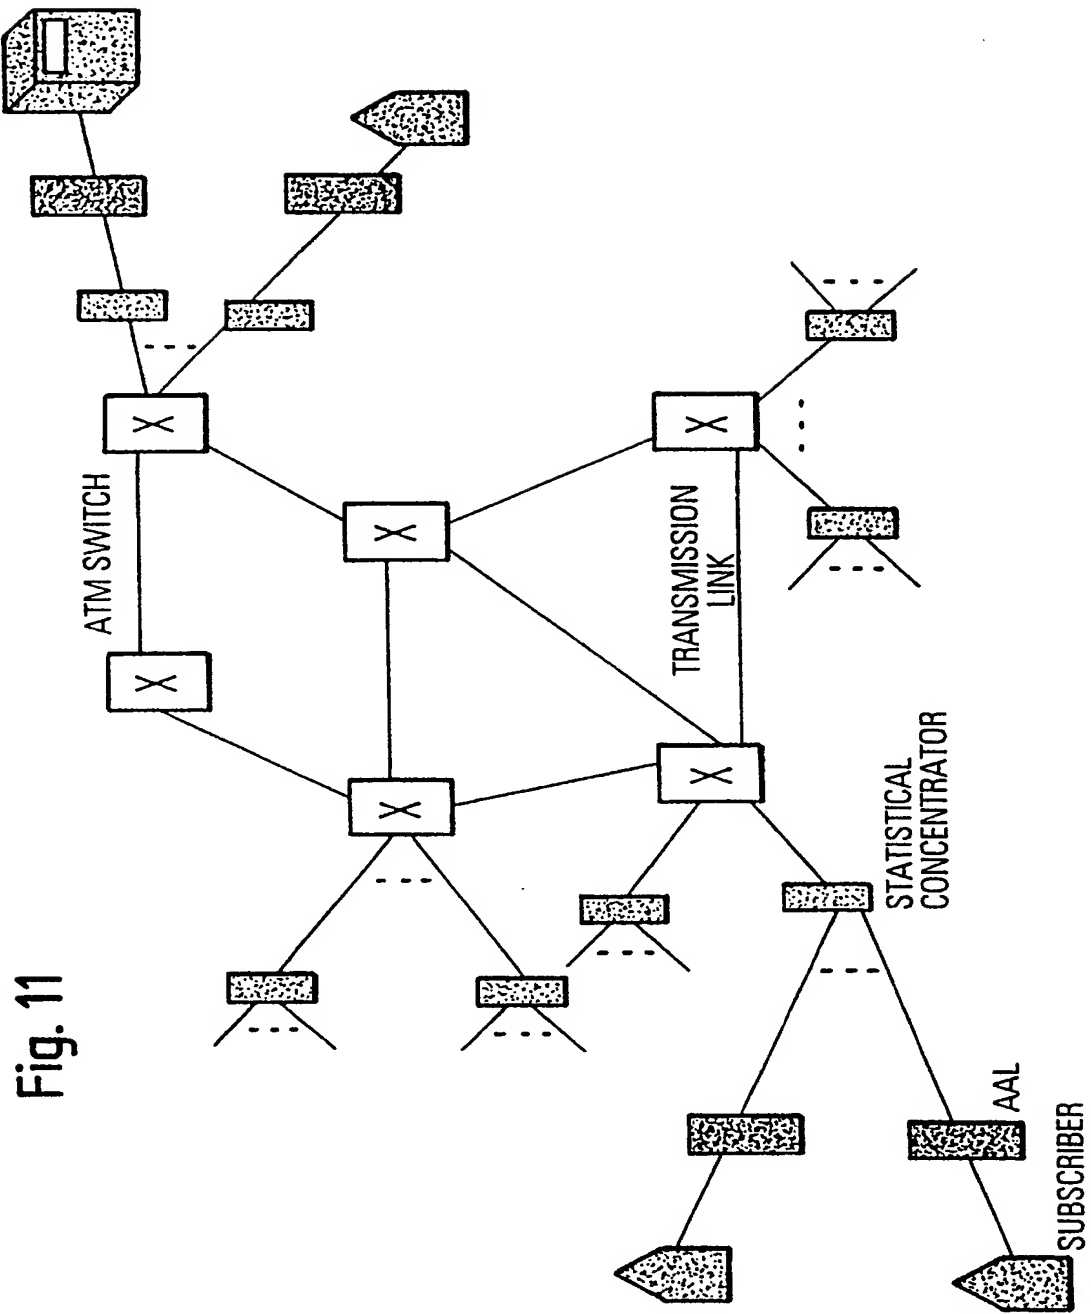 Fig. 11
ATM SWITCH
TRANSMISSION
LINK
STATISTICAL
CONCENTRATOR
AAL
SUBSCRIBER